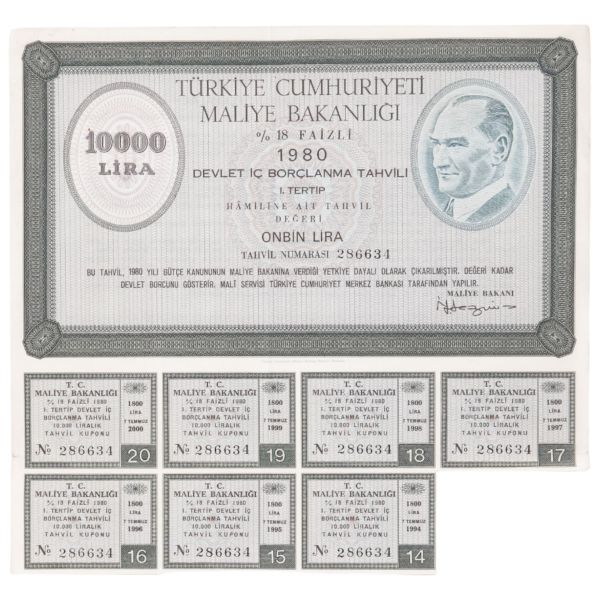 TÜRKİYE CUMHURİYETİ
MALİYE BAKANLIĞI
% 18 FAİZLİ
10000
LİRA
1980
DEVLET İÇ BORÇLANMA TAHVİLİ
I. TERTİP
HÂMİLİNE AİT TAHVİL
DEĞERİ
ONBİN LİRA
TAHVİL NUMARASI 286634
BU TAHVİL, 1980 YILI BÜTÇE KANUNUNUN MALİYE BAKANINA VERDİĞİ YETKİYE DAYALI OLARAK ÇIKARILMIŞTIR. DEĞERİ KADAR
DEVLET BORCUNU GÖSTERİR. MALÎ SERVİSİ TÜRKİYE CUMHURİYET MERKEZ BANKASI TARAFINDAN YAPILIR.
MALİYE BAKANI
T. C.
MALİYE BAKANLIĞI
% 18 FAİZLİ 1980
I. TERTİP DEVLET İÇ
BORÇLANMA TAHVİLİ
10.000 LİRALIK
TAHVİL KUPONU
1800
LİRA
7 TEMMUZ
2000
№ 286634
20
T. C.
MALİYE BAKANLIĞI
% 18 FAİZLİ 1980
I. TERTİP DEVLET İÇ
BORÇLANMA TAHVİLİ
10.000 LİRALIK
TAHVİL KUPONU
1800
LİRA
7 TEMMUZ
1999
№ 286634
19
T. C.
MALİYE BAKANLIĞI
% 18 FAİZLİ 1980
I. TERTİP DEVLET İÇ
BORÇLANMA TAHVİLİ
10.000 LİRALIK
TAHVİL KUPONU
1800
LİRA
7 TEMMUZ
1998
№ 286634
18
T. C.
MALİYE BAKANLIĞI
% 18 FAİZLİ 1980
I. TERTİP DEVLET İÇ
BORÇLANMA TAHVİLİ
10.000 LİRALIK
TAHVİL KUPONU
1800
LİRA
7 TEMMUZ
1997
№ 286634
17
T. C.
MALİYE BAKANLIĞI
% 18 FAİZLİ 1980
I. TERTİP DEVLET İÇ
BORÇLANMA TAHVİLİ
10.000 LİRALIK
TAHVİL KUPONU
1800
LİRA
7 TEMMUZ
1996
№ 286634
16
T. C.
MALİYE BAKANLIĞI
% 18 FAİZLİ 1980
I. TERTİP DEVLET İÇ
BORÇLANMA TAHVİLİ
10.000 LİRALIK
TAHVİL KUPONU
1800
LİRA
7 TEMMUZ
1995
№ 286634
15
T. C.
MALİYE BAKANLIĞI
% 18 FAİZLİ 1980
I. TERTİP DEVLET İÇ
BORÇLANMA TAHVİLİ
10.000 LİRALIK
TAHVİL KUPONU
1800
LİRA
7 TEMMUZ
1994
№ 286634
14